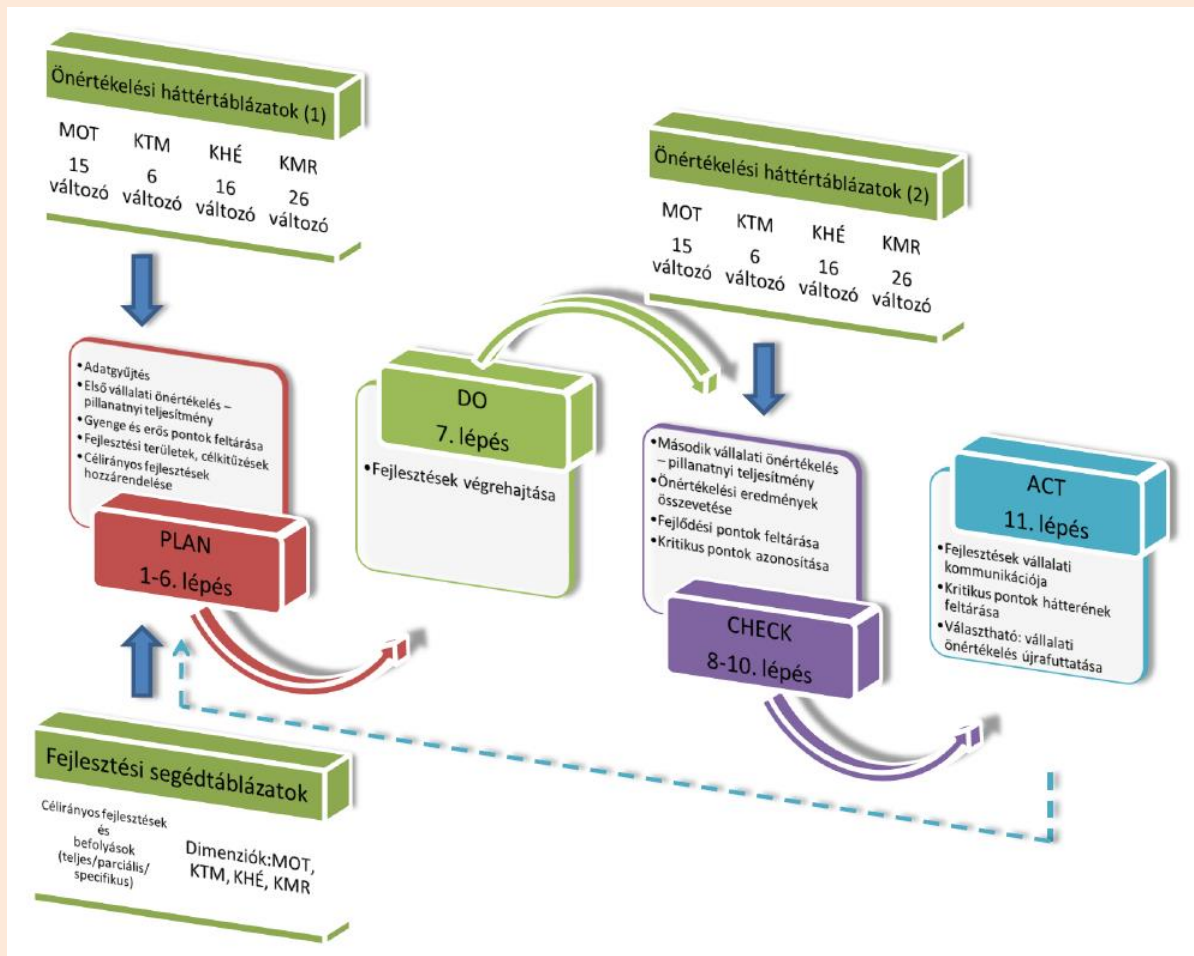 Önértékelési háttértáblázatok (1)
MOT
15
változó
KTM
6
változó
KHÉ
16
változó
KMR
26
változó
•Adatgyűjtés
•Első vállalati önértékelés –
pillanatnyi teljesítmény
•Gyenge és erős pontok feltárása
•Fejlesztési területek, célkitűzések
•Célirányos fejlesztések
hozzárendelése
PLAN
1-6. lépés
Fejlesztési segédtáblázatok
Célirányos fejlesztések
és
befolyások
(teljes/parciális/
specifikus)
Dimenziók:MOT,
KTM, KHÉ, KMR
DO
7. lépés
•Fejlesztések végrehajtása
Önértékelési háttértáblázatok (2)
MOT
15
változó
KTM
6
változó
KHÉ
16
változó
KMR
26
változó
•Második vállalati önértékelés
– pillanatnyi teljesítmény
•Önértékelési eredmények
összevetése
•Fejlődési pontok feltárása
•Kritikus pontok azonosítása
CHECK
8-10. lépés
ACT
11. lépés
•Fejlesztések vállalati
kommunikációja
•Kritikus pontok hátterének
feltárása
•Választható: vállalati
önértékelés újrafuttatása